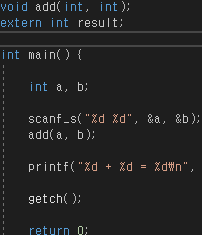 void add(int, int);
extern int result;
int main() {
int a, b;
scanf_s("%d %d", &a, &b);
add(a, b);
printf("%d + %d = %d₩n",
getch();
return 0;